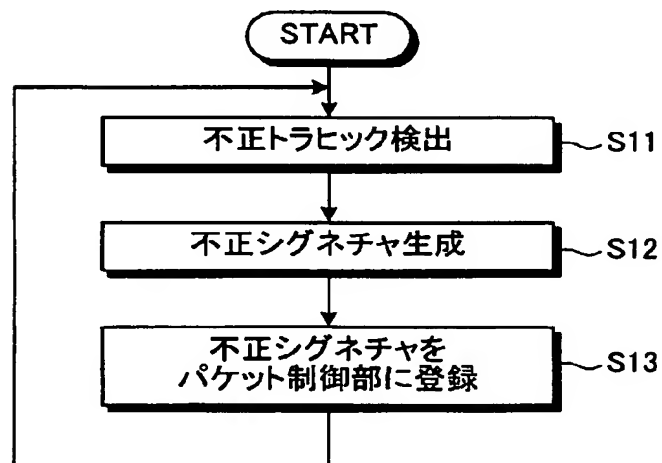 START
不正トラヒック検出
S11
不正シグネチャ生成
S12
不正シグネチャを
パケット制御部に登録
S13